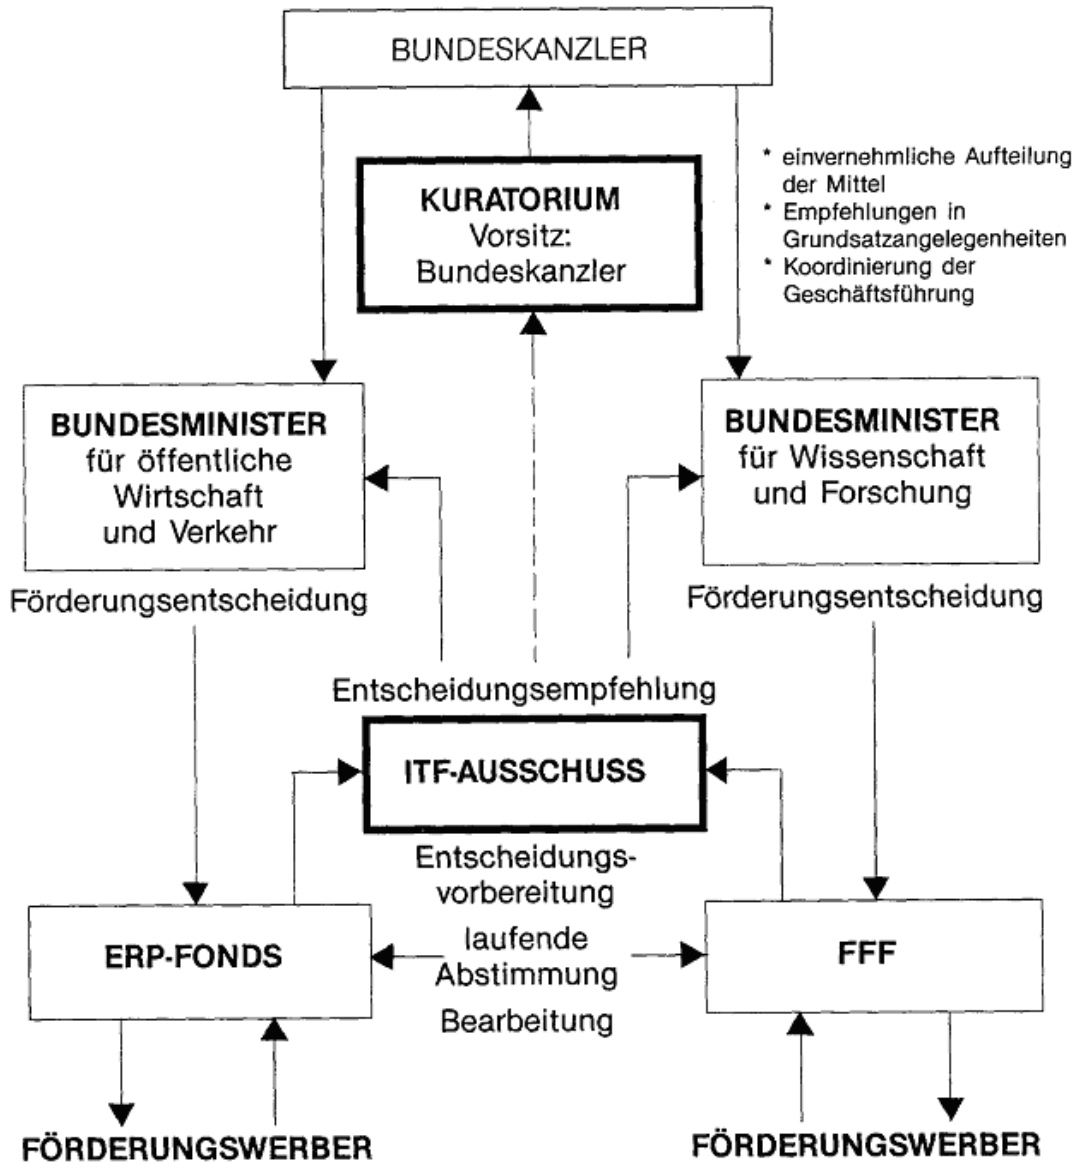 BUNDESKANZLER
KURATORIUM
Vorsitz:
Bundeskanzler
* einvernehmliche Aufteilung
der Mittel
* Empfehlungen in
Grundsatzangelegenheiten
* Koordinierung der
Geschäftsführung
BUNDESMINISTER
für öffentliche
Wirtschaft
und Verkehr
BUNDESMINISTER
für Wissenschaft
und Forschung
Förderungsentscheidung
Förderungsentscheidung
Entscheidungsempfehlung
ITF-AUSSCHUSS
Entscheidungs-
vorbereitung
ERP-FONDS
laufende
Abstimmung
FFF
Bearbeitung
FÖRDERUNGSWERBER
FÖRDERUNGSWERBER